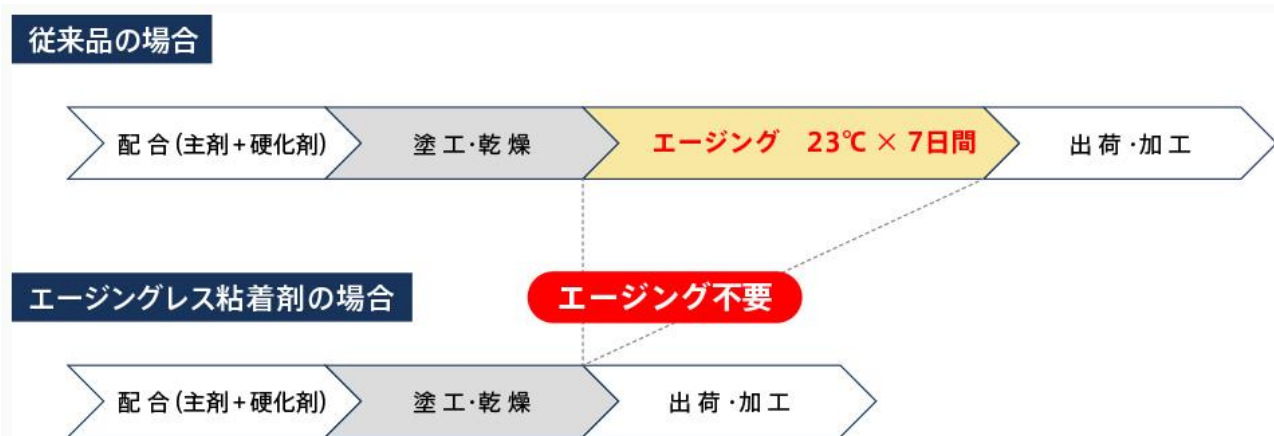 従来品の場合
配合(主剤+硬化剤) 塗工・乾燥 エージング 23℃ × 7日間 出荷・加工
エージングレス粘着剤の場合 エージング不要
配合(主剤+硬化剤) 塗工・乾燥 出荷・加工